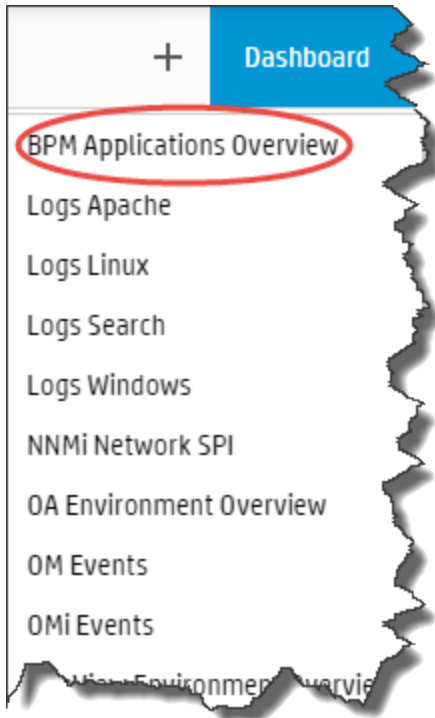 + Dashboard
BPM Applications Overview
Logs Apache
Logs Linux
Logs Search
Logs Windows
NNMi Network SPI
OA Environment Overview
OM Events
OMi Events
Environment